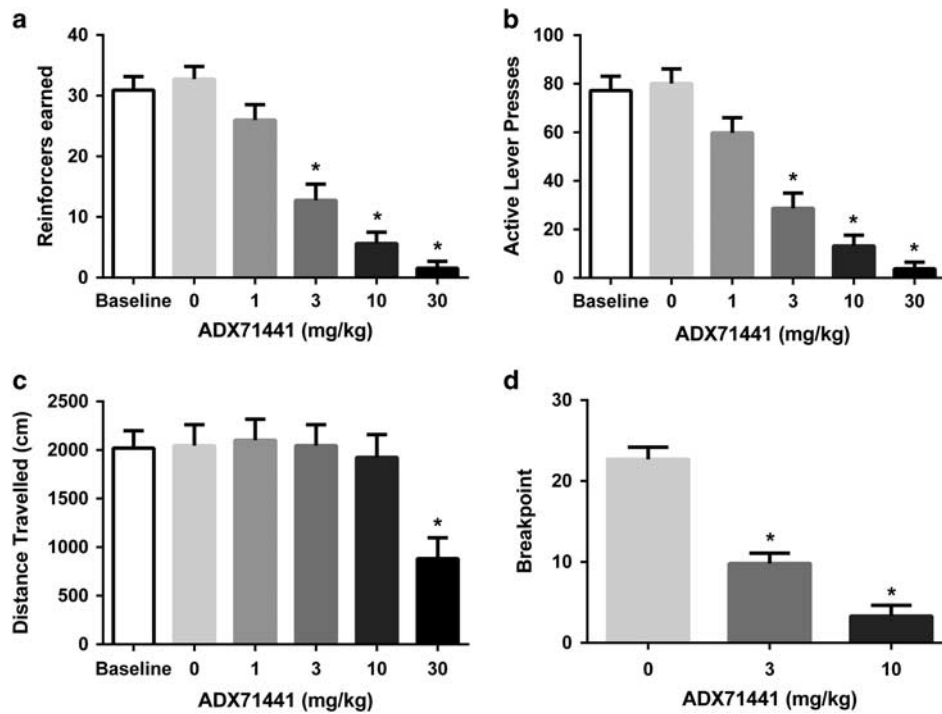 a
Reinforcers earned
40
30
20
10
0
*
*
*
Baseline 0 1 3 10 30
ADX71441 (mg/kg)
b
Active Lever Presses
100
80
60
40
20
0
*
*
*
Baseline 0 1 3 10 30
ADX71441 (mg/kg)
c
Distance Travelled (cm)
2500
2000
1500
1000
500
0
*
Baseline 0 1 3 10 30
ADX71441 (mg/kg)
d
Breakpoint
30
20
10
0
*
*
0 3 10
ADX71441 (mg/kg)